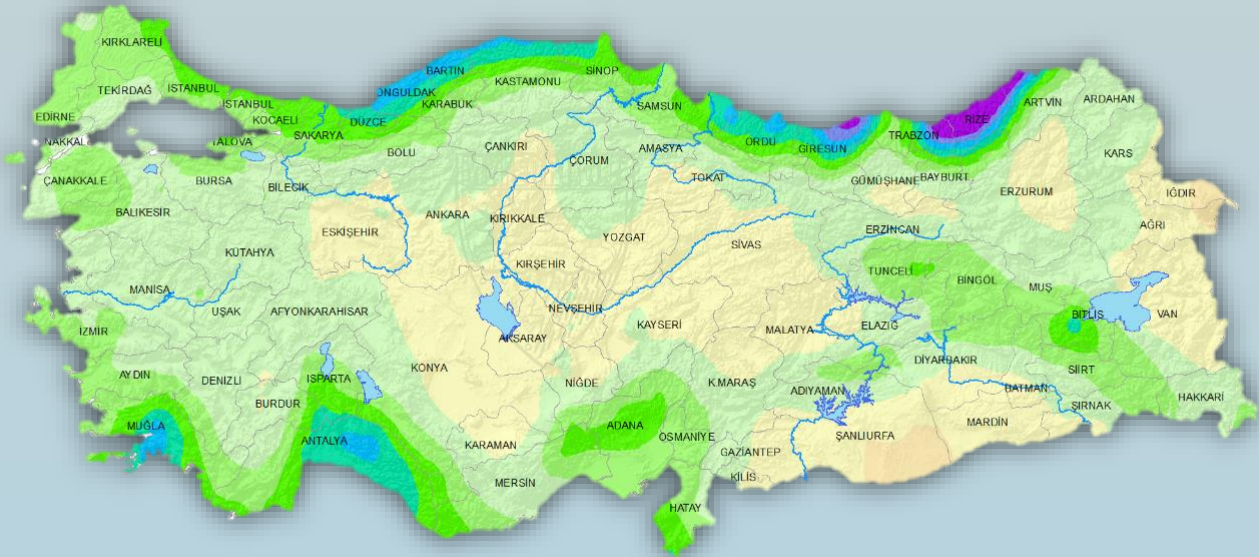 KIRKLARELİ
TEKİRDAĞ
İSTANBUL
EDİRNE
İSTANBUL
KOCAELİ
SAKARYA
DÜZCE
ONGULDAK
BARTIN
KARABUK
KASTAMONU
SİNOP
SAMSUN
ORDU
GİRESUN
TRABZON
RİZE
ARTVİN
ARDAHAN
NAKKAL
ÇANAKKALE
BALIKESİR
BURSA
YALOVA
BİLECİK
BOLU
ÇANKIRI
ÇORUM
AMASYA
TOKAT
GÜMÜŞHANE
BAYBURT
ERZURUM
KARS
IĞDIR
AĞRI
ESKİŞEHİR
ANKARA
KIRIKKALE
YOZGAT
SİVAS
ERZİNCAN
KÜTAHYA
KIRŞEHİR
TUNCELİ
BİNGÖL
MUŞ
MANİSA
UŞAK
AFYONKARAHİSAR
NEVŞEHİR
KAYSERİ
MALATYA
ELAZIĞ
BİTLİS
VAN
İZMİR
AKSARAY
KONYA
DİYARBAKIR
SİİRT
AYDIN
DENİZLİ
ISPARTA
BURDUR
NİĞDE
K.MARAŞ
ADIYAMAN
BATMAN
ŞIRNAK
HAKKARİ
MUĞLA
ANTALYA
KARAMAN
ADANA
OSMANİYE
GAZİANTEP
ŞANLIURFA
MARDİN
MERSİN
KİLİS
HATAY